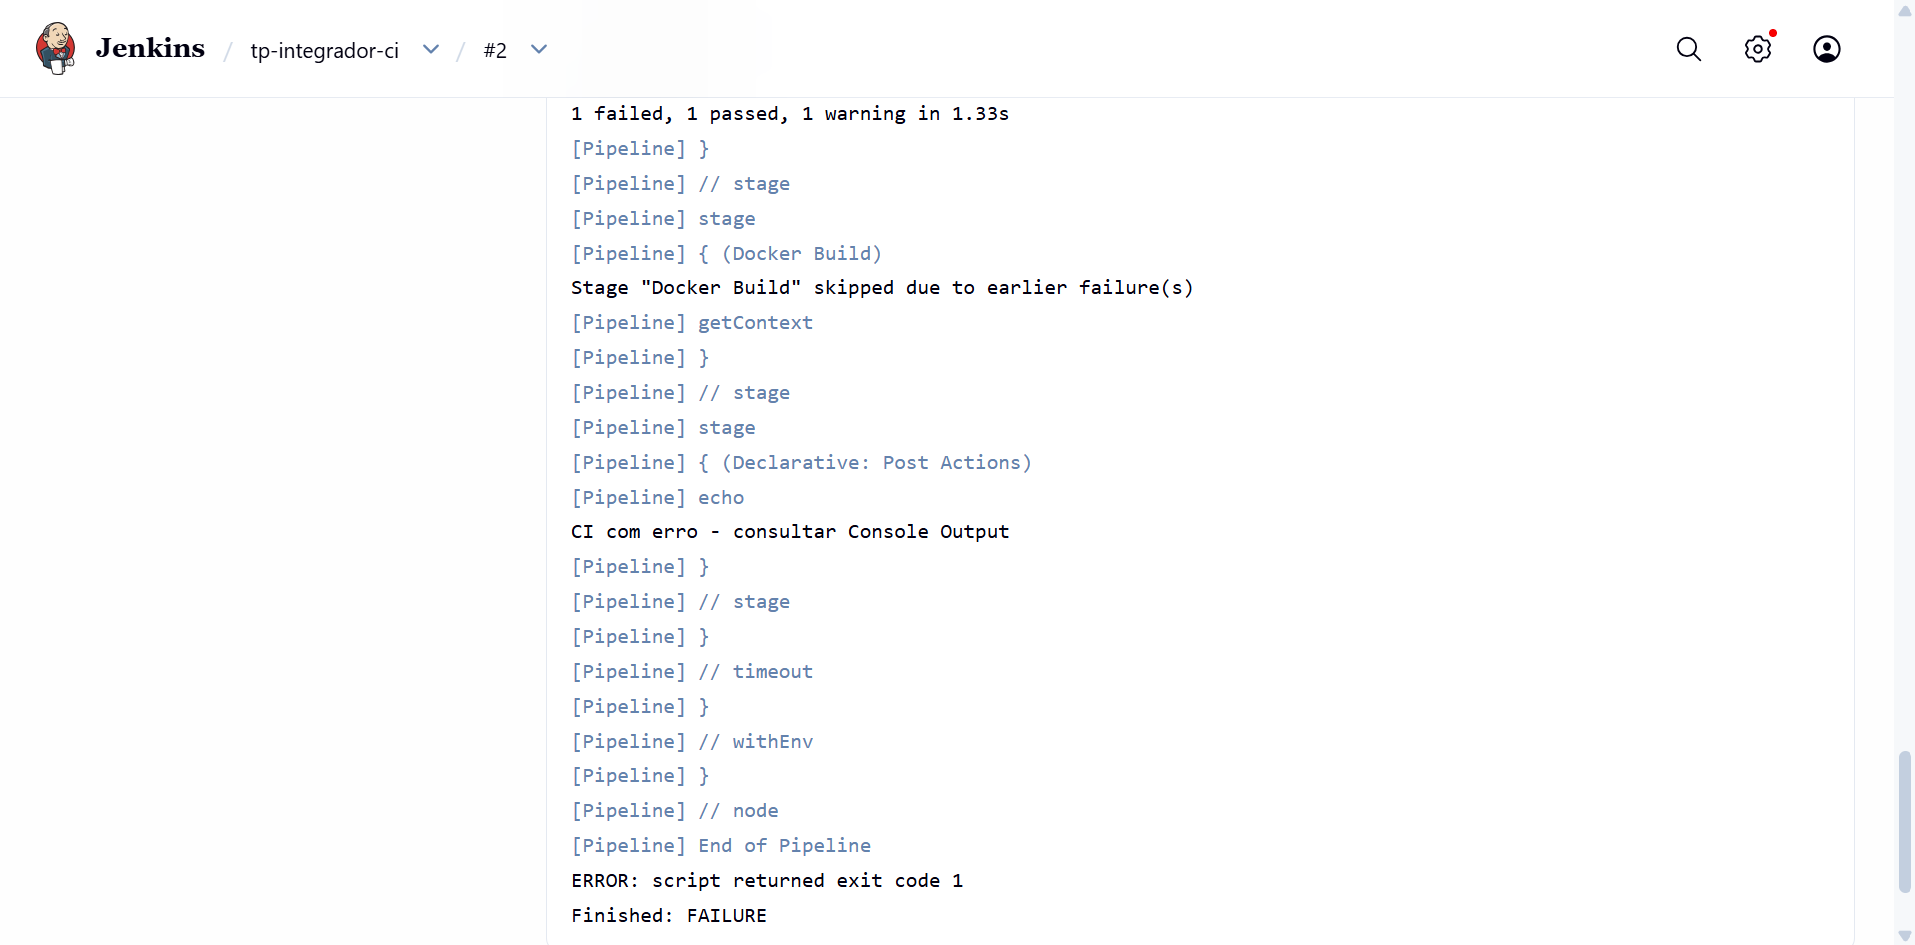 Jenkins / tp-integrador-ci / #2
1 failed, 1 passed, 1 warning in 1.33s
[Pipeline] }
[Pipeline] // stage
[Pipeline] stage
[Pipeline] { (Docker Build)
Stage "Docker Build" skipped due to earlier failure(s)
[Pipeline] getContext
[Pipeline] }
[Pipeline] // stage
[Pipeline] stage
[Pipeline] { (Declarative: Post Actions)
[Pipeline] echo
CI com erro - consultar Console Output
[Pipeline] }
[Pipeline] // stage
[Pipeline] }
[Pipeline] // timeout
[Pipeline] }
[Pipeline] // withEnv
[Pipeline] }
[Pipeline] // node
[Pipeline] End of Pipeline
ERROR: script returned exit code 1
Finished: FAILURE